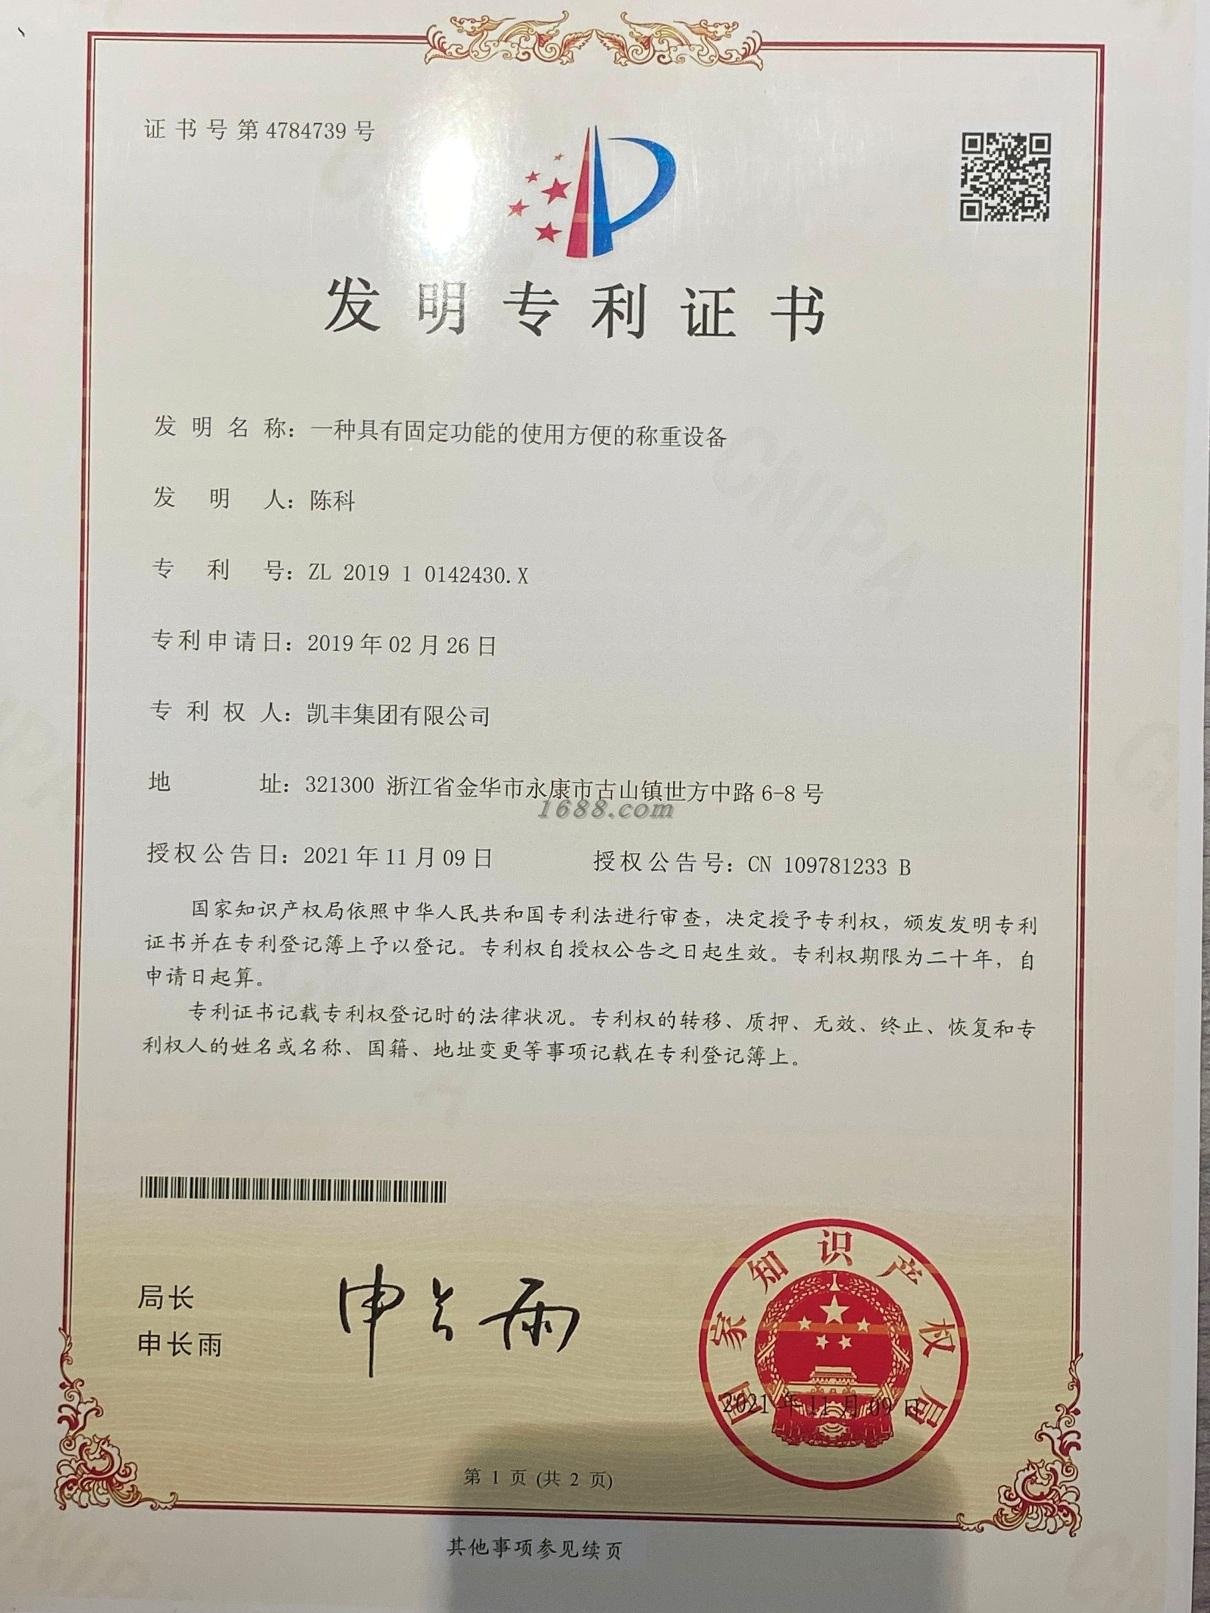 证书号第4784739号
发明专利证书
发明名称：一种具有固定功能的使用方便的称重设备
发明人：陈科
专利号：ZL 2019 1 0142430.X
专利申请日：2019年02月26日
专利权人：凯丰集团有限公司
地址：321300 浙江省金华市永康市古山镇世方中路6-8号
1688.com
授权公告日：2021年11月09日 授权公告号：CN 109781233 B
国家知识产权局依照中华人民共和国专利法进行审查，决定授予专利权，颁发发明专利
证书并在专利登记簿上予以登记。专利权自授权公告之日起生效。专利权期限为二十年，自
申请日起算。
专利证书记载专利权登记时的法律状况。专利权的转移、质押、无效、终止、恢复和专
利权人的姓名或名称、国籍、地址变更等事项记载在专利登记簿上。
局长
申长雨
申长雨
国家知识产权局
2021年11月09日
第 1 页 (共 2 页)
其他事项参见续页
CNIPA